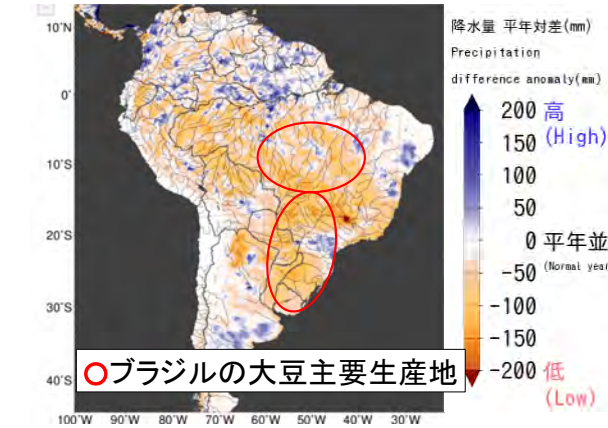 降水量 平年対差(mm)
Precipitation
difference anomaly(mm)
200 高
150 (High)
100
50
0 平年並
(Normal year
-50
-100
-150
-200 低
(Low)
10°N
0°
10°S
20°S
30°S
40°S
○ブラジルの大豆主要生産地
100°W 90°W 80°W 70°W 60°W 50°W 40°W 30°W